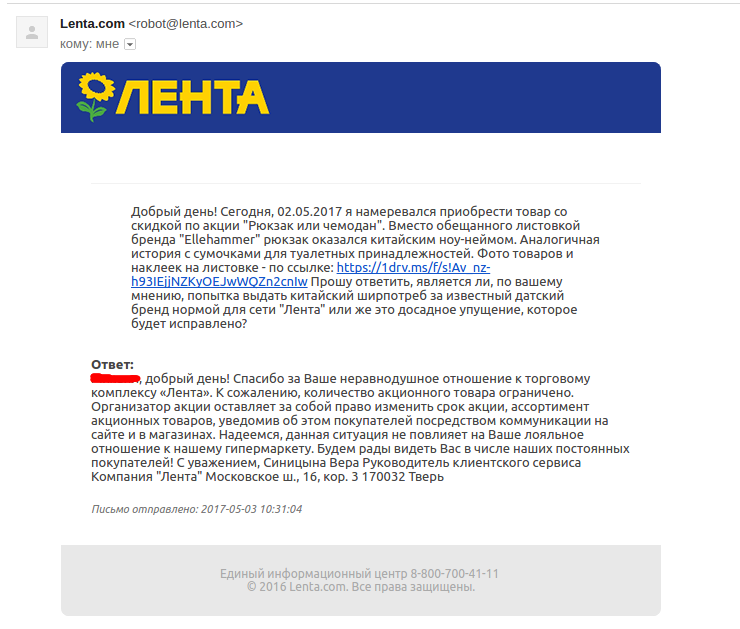 Lenta.com <robot@lenta.com>
кому: мне
ЛЕНТА
Добрый день! Сегодня, 02.05.2017 я намеревался приобрести товар со
скидкой по акции "Рюкзак или чемодан". Вместо обещанного листовкой
бренда "Ellehammer" рюкзак оказался китайским ноу-неймом. Аналогичная
история с сумочками для туалетных принадлежностей. Фото товаров и
наклеек на листовке - по ссылке: https://1drv.ms/f/s!Av_nz-
h93IEjjNZKyOEJwWQZn2cnIw Прошу ответить, является ли, по вашему
мнению, попытка выдать китайский ширпотреб за известный датский
бренд нормой для сети "Лента" или же это досадное упущение, которое
будет исправлено?
Ответ:
, добрый день! Спасибо за Ваше неравнодушное отношение к торговому
комплексу «Лента». К сожалению, количество акционного товара ограничено.
Организатор акции оставляет за собой право изменить срок акции, ассортимент
акционных товаров, уведомив об этом покупателей посредством коммуникации на
сайте и в магазинах. Надеемся, данная ситуация не повлияет на Ваше лояльное
отношение к нашему гипермаркету. Будем рады видеть Вас в числе наших постоянных
покупателей! С уважением, Синицына Вера Руководитель клиентского сервиса
Компания "Лента" Московское ш., 16, кор. 3 170032 Тверь
Письмо отправлено: 2017-05-03 10:31:04
Единый информационный центр 8-800-700-41-11
© 2016 Lenta.com. Все права защищены.